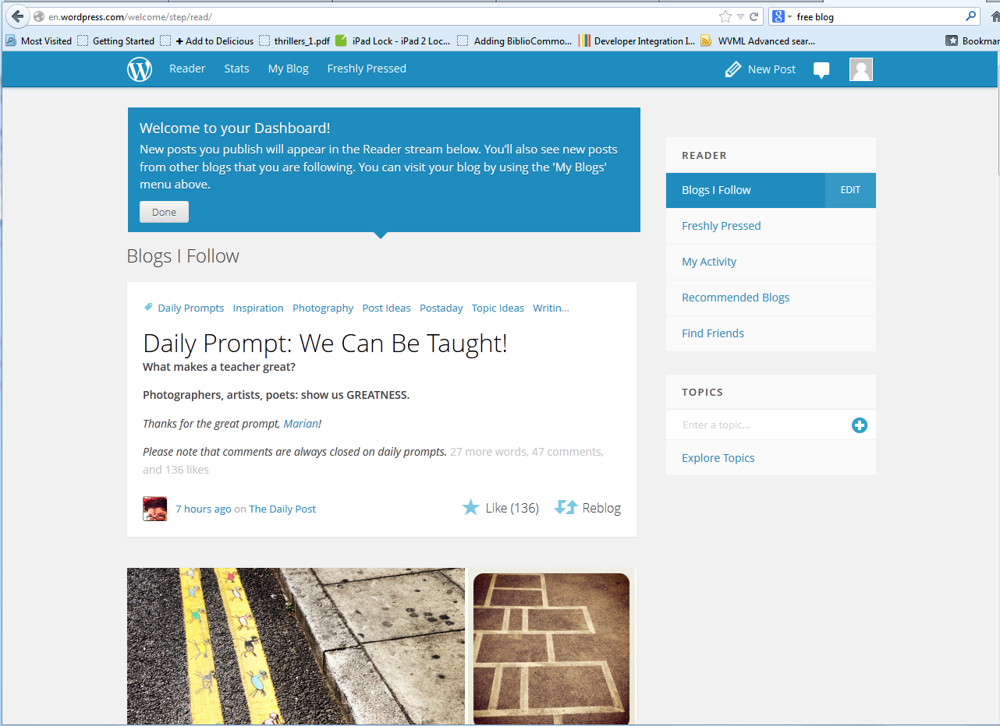 en.wordpress.com/welcome/step/read/
free blog
Most Visited Getting Started + Add to Delicious thrillers_1.pdf iPad Lock - iPad 2 Loc... Adding BiblioCommo... Developer Integration I... WVML Advanced sear... Bookmar
Reader Stats My Blog Freshly Pressed New Post
Welcome to your Dashboard!
New posts you publish will appear in the Reader stream below. You'll also see new posts
from other blogs that you are following. You can visit your blog by using the 'My Blogs'
menu above.
Done
Blogs I Follow
Daily Prompts Inspiration Photography Post Ideas Postaday Topic Ideas Writin...
Daily Prompt: We Can Be Taught!
What makes a teacher great?
Photographers, artists, poets: show us GREATNESS.
Thanks for the great prompt, Marian!
Please note that comments are always closed on daily prompts. 27 more words, 47 comments,
and 136 likes
7 hours ago on The Daily Post
Like (136) Reblog
READER
Blogs I Follow EDIT
Freshly Pressed
My Activity
Recommended Blogs
Find Friends
TOPICS
Enter a topic...
Explore Topics